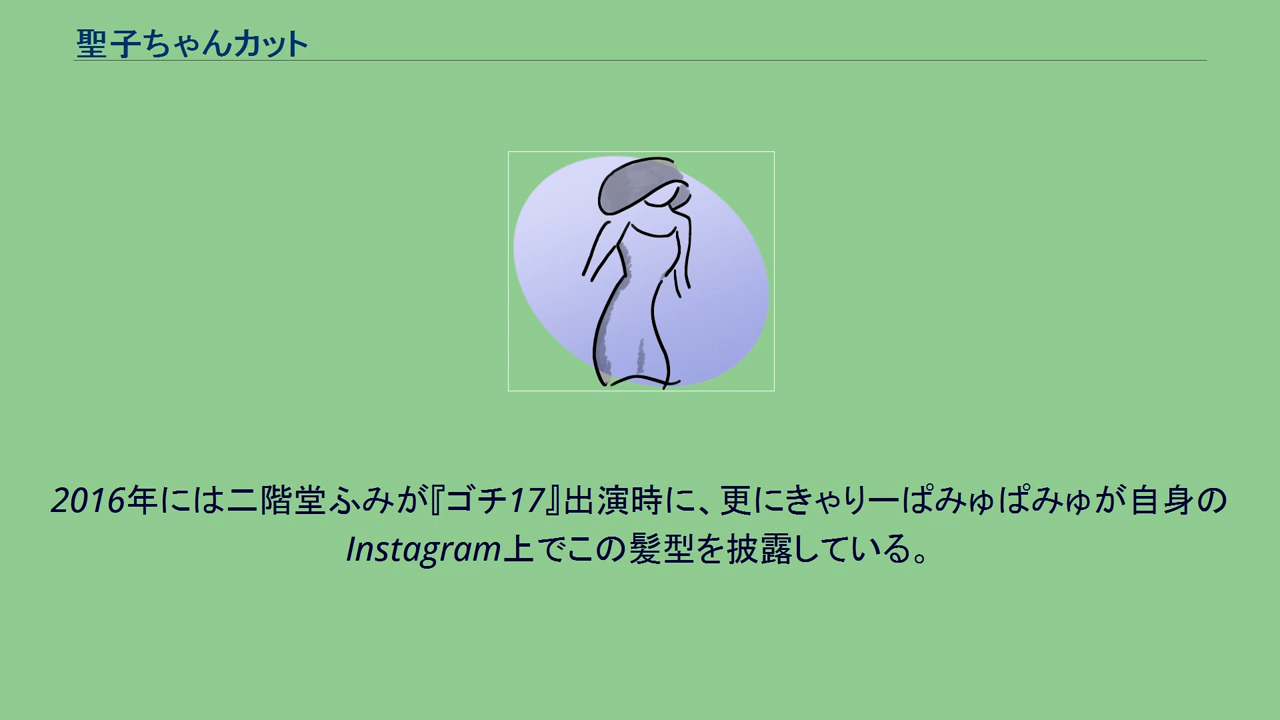 聖子ちゃんカット
2016年には二階堂ふみが『ゴチ17』出演時に、更にきゃりーぱみゅぱみゅが自身の
Instagram上でこの髪型を披露している。